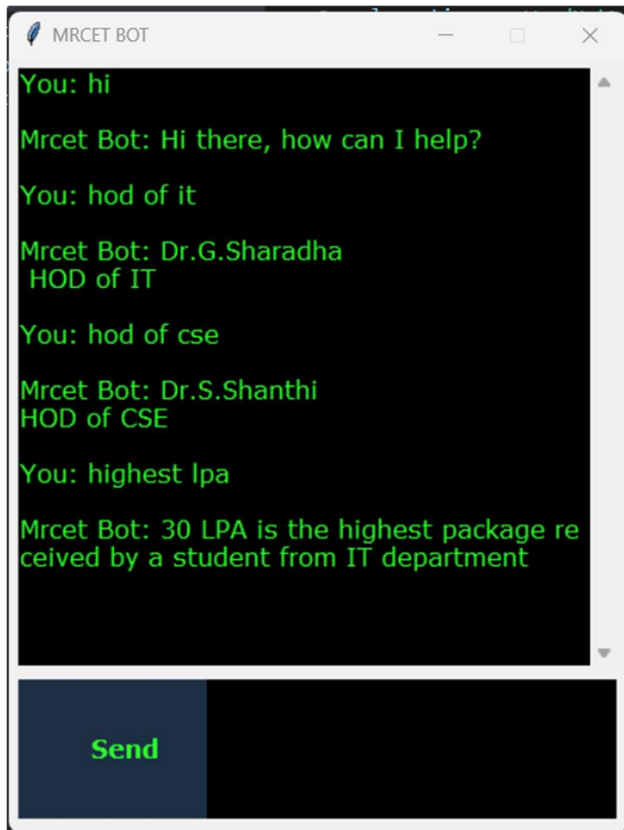 MRCET BOT
You: hi
Mrcet Bot: Hi there, how can I help?
You: hod of it
Mrcet Bot: Dr.G.Sharadha
HOD of IT
You: hod of cse
Mrcet Bot: Dr.S.Shanthi
HOD of CSE
You: highest lpa
Mrcet Bot: 30 LPA is the highest package re
ceived by a student from IT department
Send